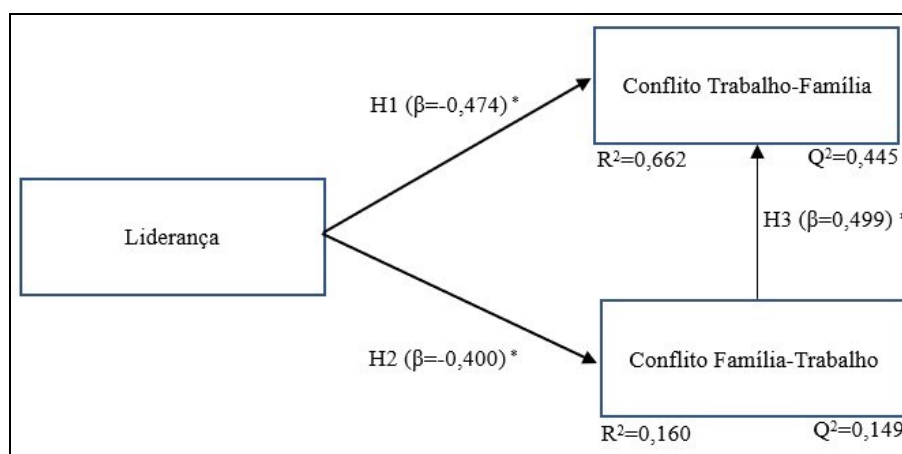 Conflito Trabalho-Família
H1 (β=-0,474) *
R²=0,662
Q²=0,445
Liderança
H3 (β=0,499) *
H2 (β=-0,400) *
Conflito Família-Trabalho
R²=0,160
Q²=0,149